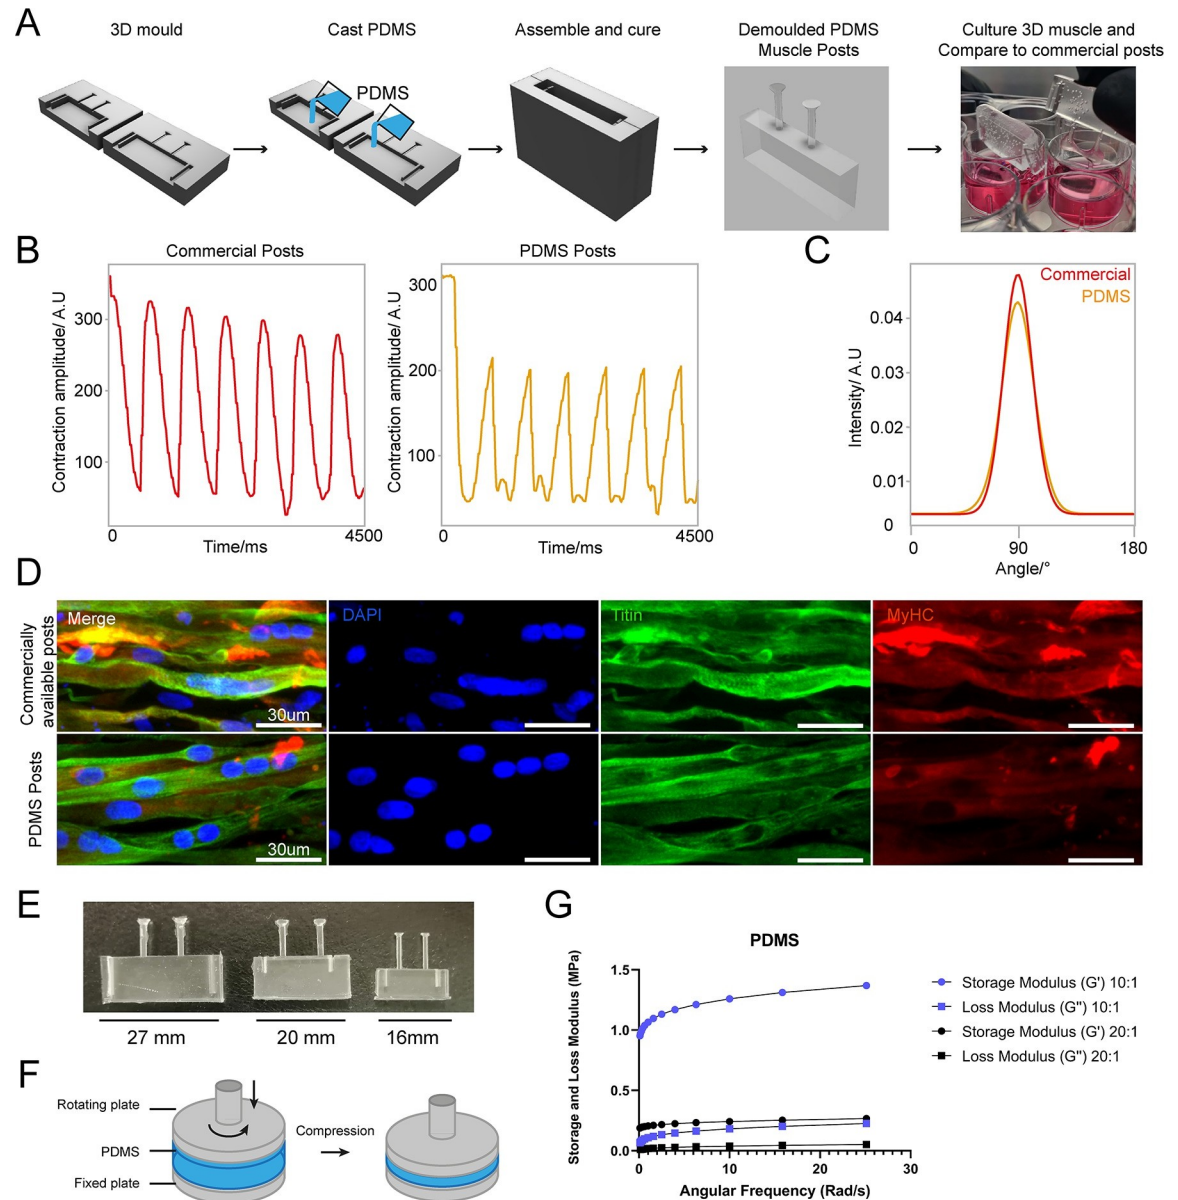 A
3D mould
Cast PDMS
Assemble and cure
Demoulded PDMS
Muscle Posts
Culture 3D muscle and
Compare to commercial posts
PDMS
B
Commercial Posts
Contraction amplitude/ A.U
300
200
100
0
4500
Time/ms
PDMS Posts
Contraction amplitude/ A.U
300
200
100
0
4500
Time/ms
C
Commercial
PDMS
Intensity/ A.U
0.04
0.03
0.02
0.01
0
0
90
180
Angle/°
D
Commercially
available posts
Merge
30um
DAPI
Titin
MyHC
PDMS Posts
30um
E
27 mm
20 mm
16mm
F
Rotating plate
PDMS
Fixed plate
Compression
G
PDMS
Storage and Loss Modulus (MPa)
1.5
1.0
0.5
0.0
0
10
20
30
Angular Frequency (Rad/s)
Storage Modulus (G') 10:1
Loss Modulus (G") 10:1
Storage Modulus (G') 20:1
Loss Modulus (G") 20:1